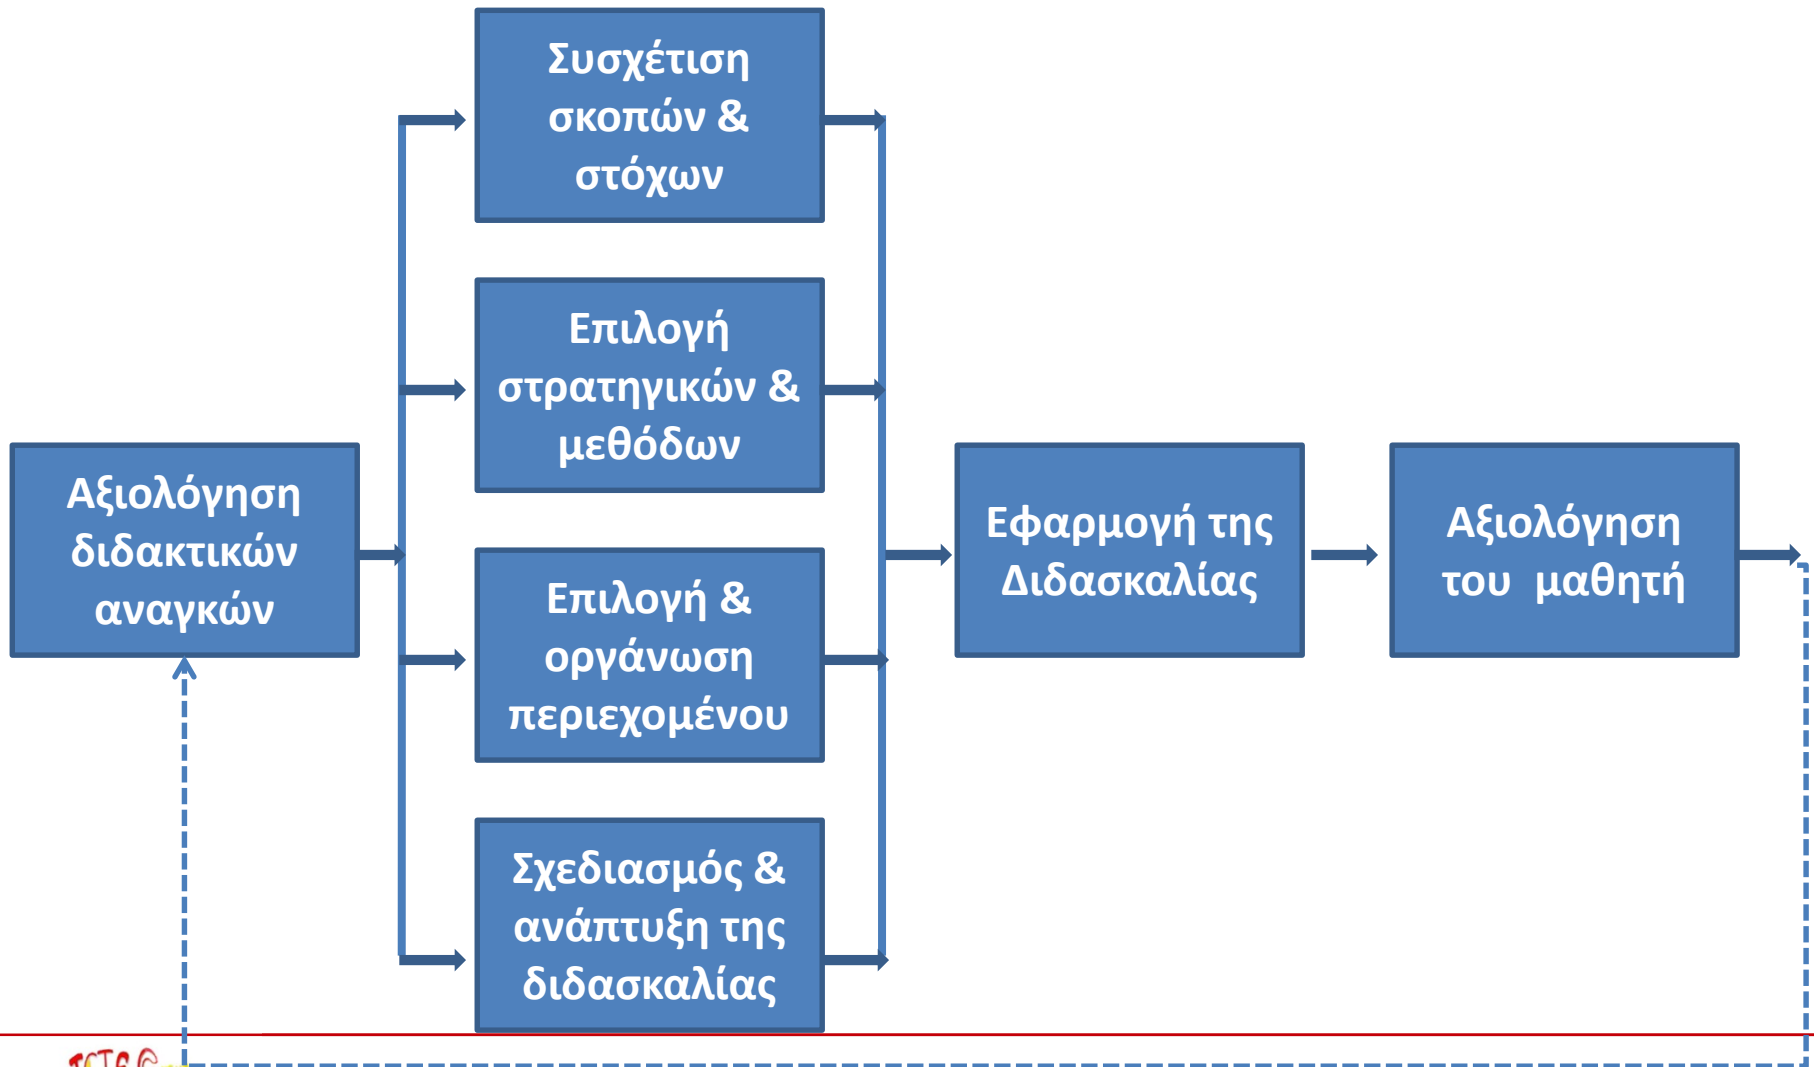 Συσχέτιση
σκοπών &
στόχων
Επιλογή
στρατηγικών &
μεθόδων
Αξιολόγηση
διδακτικών
αναγκών
Επιλογή &
οργάνωση
περιεχομένου
Σχεδιασμός &
ανάπτυξη της
διδασκαλίας
Εφαρμογή της
Διδασκαλίας
Αξιολόγηση
του μαθητή